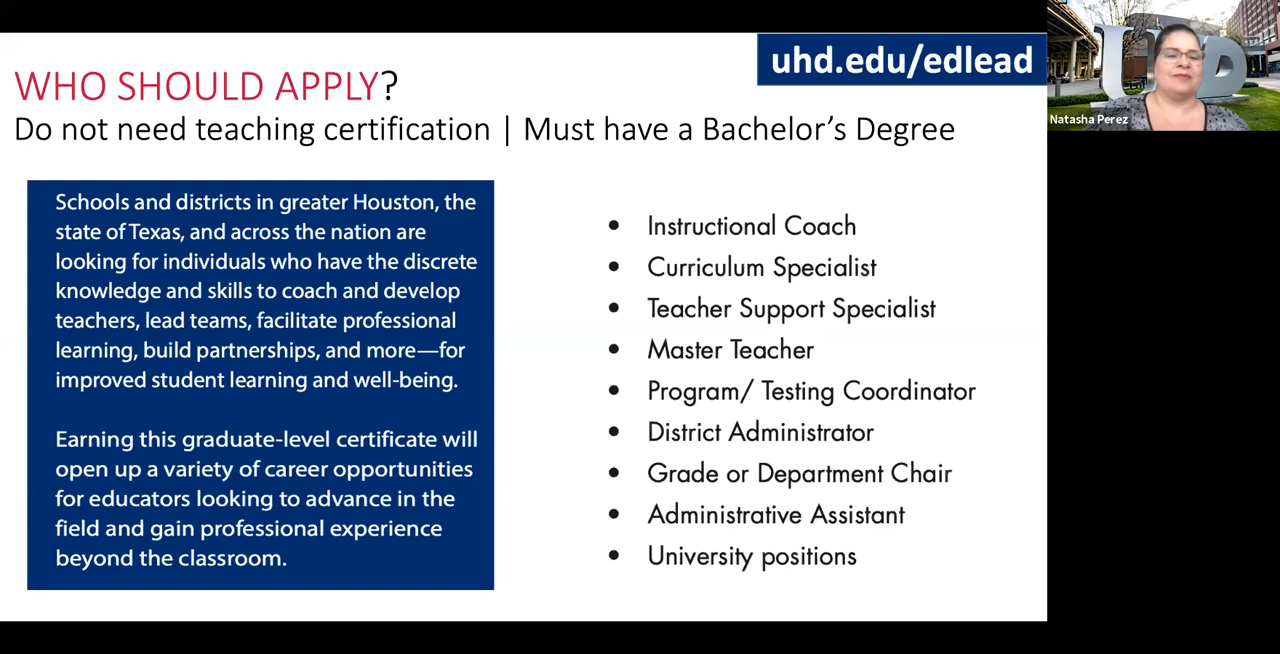 uhd.edu/edlead
WHO SHOULD APPLY?
Do not need teaching certification | Must have a Bachelor’s Degree
Schools and districts in greater Houston, the
state of Texas, and across the nation are
looking for individuals who have the discrete
knowledge and skills to coach and develop
teachers, lead teams, facilitate professional
learning, build partnerships, and more—for
improved student learning and well-being.
Earning this graduate-level certificate will
open up a variety of career opportunities
for educators looking to advance in the
field and gain professional experience
beyond the classroom.
• Instructional Coach
• Curriculum Specialist
• Teacher Support Specialist
• Master Teacher
• Program/ Testing Coordinator
• District Administrator
• Grade or Department Chair
• Administrative Assistant
• University positions
Natasha Perez